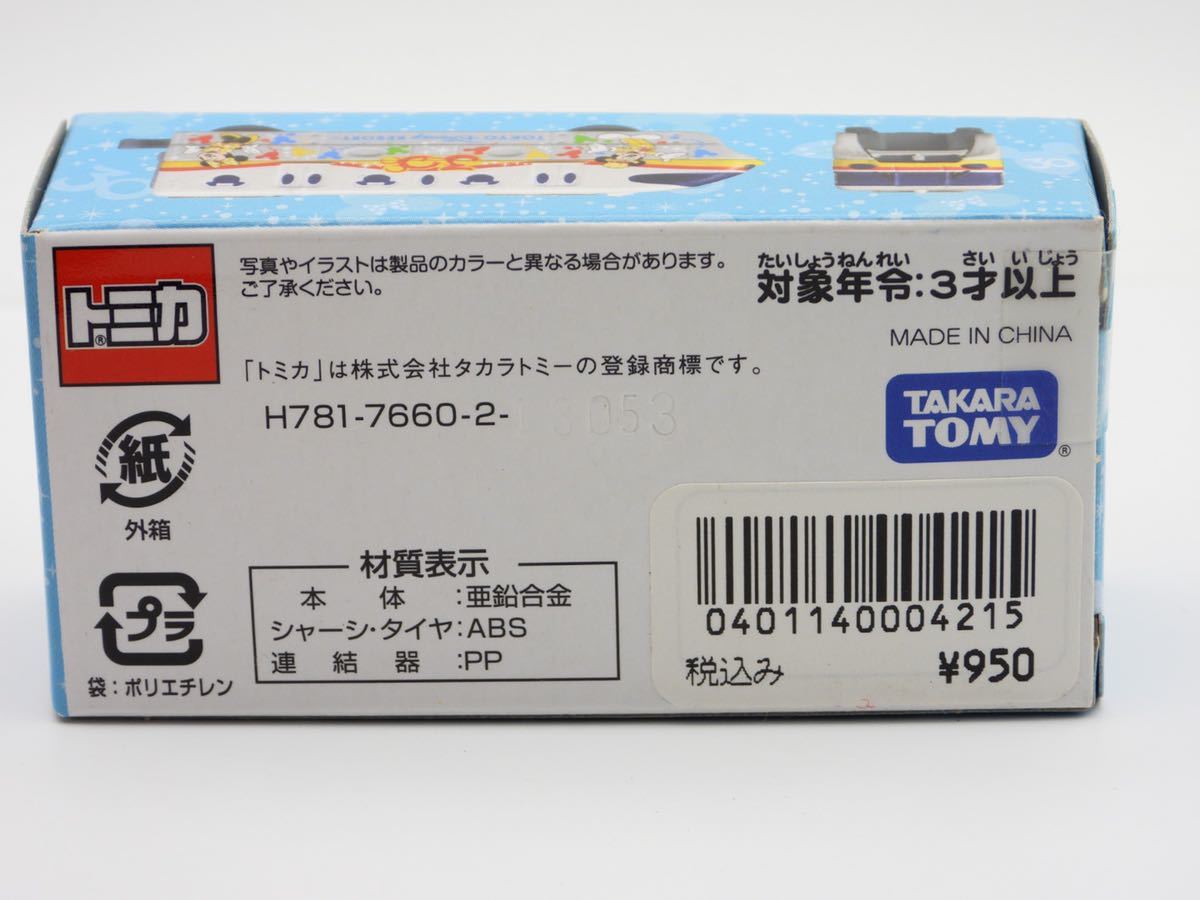 TOKYO DISNEY RESORT
トミカ®
写真やイラストは製品のカラーと異なる場合があります。
ご了承ください。
たいしょうねんれい さい いじょう
対象年令:3才以上
MADE IN CHINA
「トミカ」は株式会社タカラトミーの登録商標です。
H781-7660-2-
053
TAKARA
TOMY®
紙
外箱
プラ
袋:ポリエチレン
材質表示
本体:亜鉛合金
シャーシ・タイヤ:ABS
連結器:PP
0401140004215
税込み ¥950